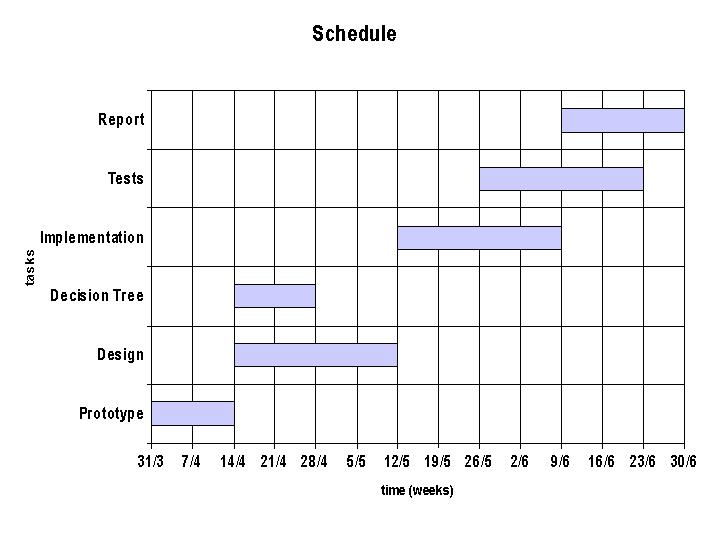 Schedule
Report
Tests
Implementation
tasks
Decision Tree
Design
Prototype
31/3 7/4 14/4 21/4 28/4 5/5 12/5 19/5 26/5 2/6 9/6 16/6 23/6 30/6
time (weeks)